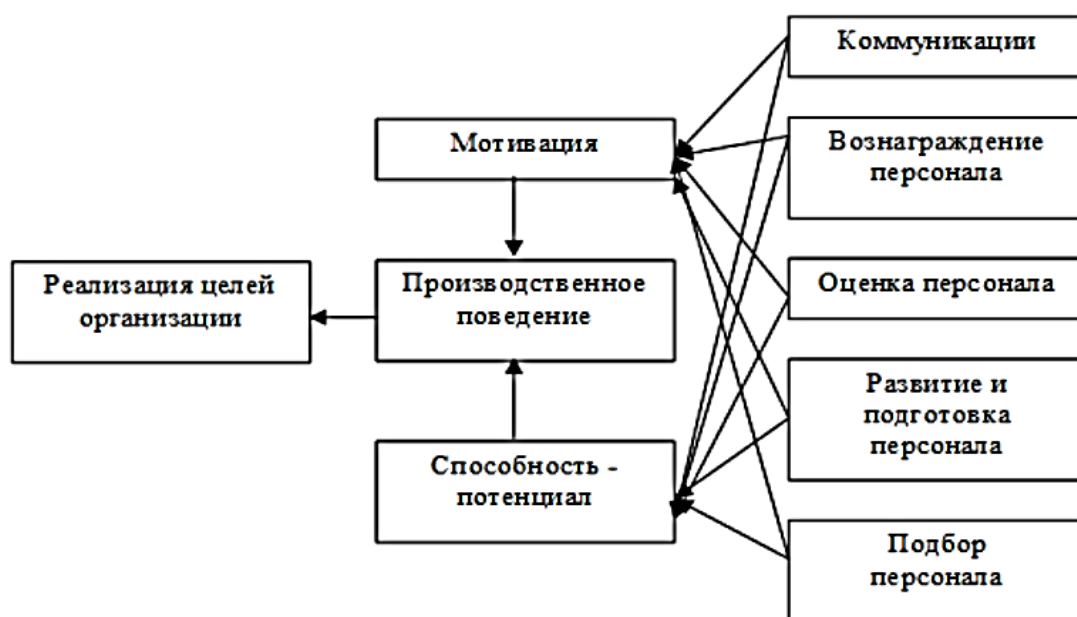 Коммуникации
Мотивация
Вознаграждение
персонала
Реализация целей
организации
Производственное
поведение
Оценка персонала
Способность -
потенциал
Развитие и
подготовка
персонала
Подбор
персонала